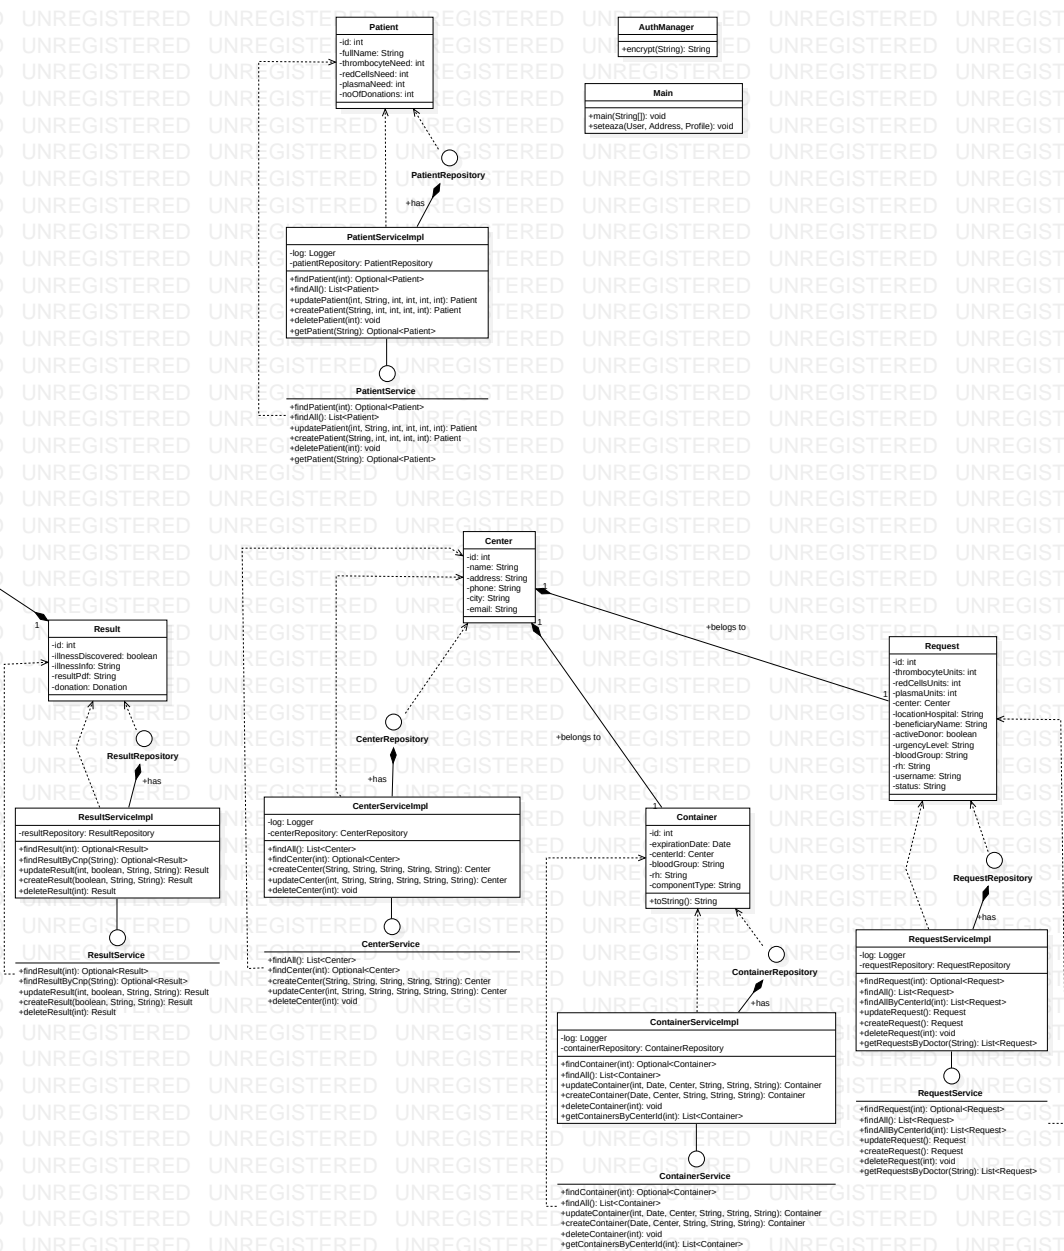 Patient
-id: int
-fullName: String
-thrombocyteNeed: int
-redCellsNeed: int
-plasmaNeed: int
-noOfDonations: int
AuthManager
+encrypt(String): String
Main
+main(String[]): void
+seteaza(User, Address, Profile): void
PatientRepository
+has
PatientServiceImpl
-log: Logger
-patientRepository: PatientRepository
+findPatient(int): Optional<Patient>
+findAll(): List<Patient>
+updatePatient(int, String, int, int, int, int): Patient
+createPatient(String, int, int, int, int): Patient
+deletePatient(int): void
+getPatient(String): Optional<Patient>
PatientService
+findPatient(int): Optional<Patient>
+findAll(): List<Patient>
+updatePatient(int, String, int, int, int, int): Patient
+createPatient(String, int, int, int, int): Patient
+deletePatient(int): void
+getPatient(String): Optional<Patient>
Center
-id: int
-name: String
-address: String
-phone: String
-city: String
-email: String
1
1
+belogs to
1
+belongs to
1
1
Result
-id: int
-illnessDiscovered: boolean
-illnessInfo: String
-resultPdf: String
-donation: Donation
ResultRepository
+has
ResultServiceImpl
-resultRepository: ResultRepository
+findResult(int): Optional<Result>
+findResultByCnp(String): Optional<Result>
+updateResult(int, boolean, String, String): Result
+createResult(boolean, String, String): Result
+deleteResult(int): Result
ResultService
+findResult(int): Optional<Result>
+findResultByCnp(String): Optional<Result>
+updateResult(int, boolean, String, String): Result
+createResult(boolean, String, String): Result
+deleteResult(int): Result
CenterRepository
+has
CenterServiceImpl
-log: Logger
-centerRepository: CenterRepository
+findAll(): List<Center>
+findCenter(int): Optional<Center>
+createCenter(String, String, String, String, String): Center
+updateCenter(int, String, String, String, String, String): Center
+deleteCenter(int): void
CenterService
+findAll(): List<Center>
+findCenter(int): Optional<Center>
+createCenter(String, String, String, String, String): Center
+updateCenter(int, String, String, String, String, String): Center
+deleteCenter(int): void
Container
-id: int
-expirationDate: Date
-centerId: Center
-bloodGroup: String
-rh: String
-componentType: String
+toString(): String
ContainerRepository
+has
ContainerServiceImpl
-log: Logger
-containerRepository: ContainerRepository
+findContainer(int): Optional<Container>
+findAll(): List<Container>
+updateContainer(int, Date, Center, String, String, String): Container
+createContainer(Date, Center, String, String, String): Container
+deleteContainer(int): void
+getContainersByCenterId(int): List<Container>
ContainerService
+findContainer(int): Optional<Container>
+findAll(): List<Container>
+updateContainer(int, Date, Center, String, String, String): Container
+createContainer(Date, Center, String, String, String): Container
+deleteContainer(int): void
+getContainersByCenterId(int): List<Container>
Request
-id: int
-thrombocyteUnits: int
-redCellsUnits: int
-plasmaUnits: int
-center: Center
-locationHospital: String
-beneficiaryName: String
-activeDonor: boolean
-urgencyLevel: String
-bloodGroup: String
-rh: String
-username: String
-status: String
RequestRepository
+has
RequestServiceImpl
-log: Logger
-requestRepository: RequestRepository
+findRequest(int): Optional<Request>
+findAll(): List<Request>
+findAllByCenterId(int): List<Request>
+updateRequest(): Request
+createRequest(): Request
+deleteRequest(int): void
+getRequestsByDoctor(String): List<Request>
RequestService
+findRequest(int): Optional<Request>
+findAll(): List<Request>
+findAllByCenterId(int): List<Request>
+updateRequest(): Request
+createRequest(): Request
+deleteRequest(int): void
+getRequestsByDoctor(String): List<Request>
UNREGISTERED